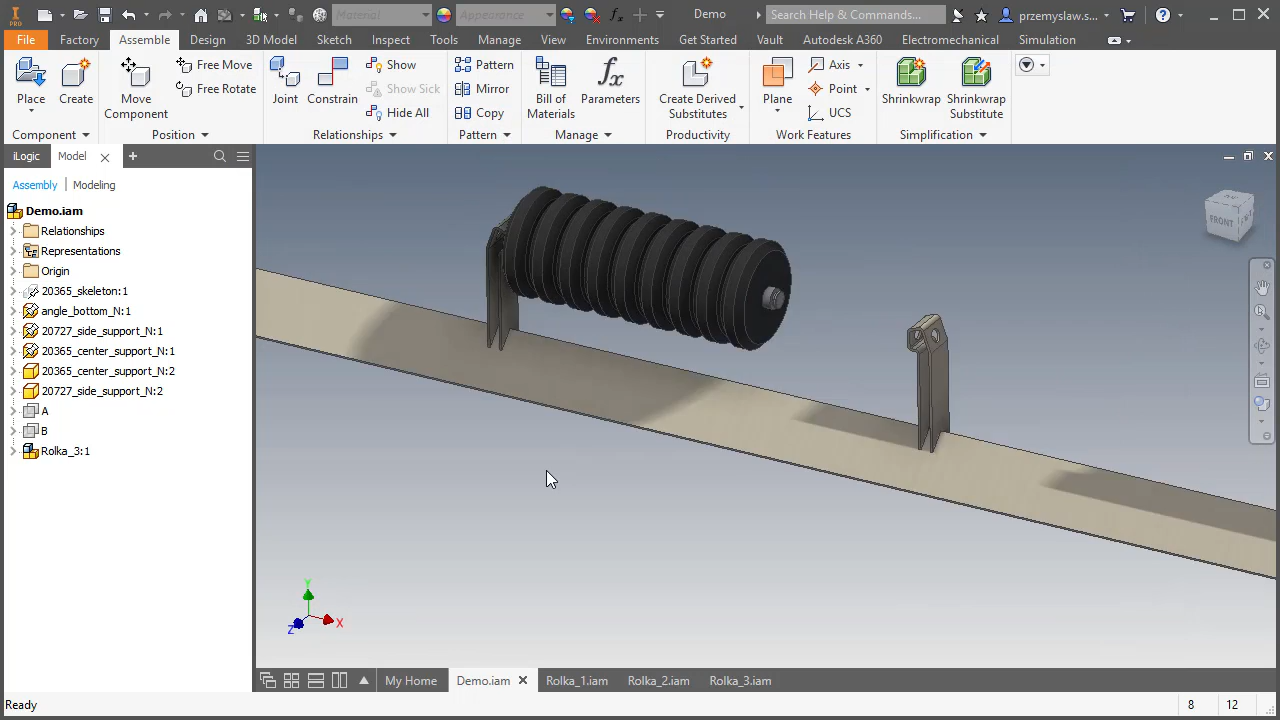 PRO
Material
Appearance
Demo
Search Help & Commands...
przemyslaw.s...
File
Factory
Assemble
Design
3D Model
Sketch
Inspect
Tools
Manage
View
Environments
Get Started
Vault
Autodesk A360
Electromechanical
Simulation
Place
Create
Component
Move
Component
Free Move
Free Rotate
Position
Joint
Constrain
Show
Show Sick
Hide All
Relationships
Pattern
Mirror
Copy
Pattern
Bill of
Materials
Parameters
Manage
Create Derived
Substitutes
Productivity
Plane
Axis
Point
UCS
Work Features
Shrinkwrap
Shrinkwrap
Substitute
Simplification
iLogic
Model
Assembly
Modeling
Demo.iam
Relationships
Representations
Origin
20365_skeleton:1
angle_bottom_N:1
20727_side_support_N:1
20365_center_support_N:1
20365_center_support_N:2
20727_side_support_N:2
A
B
Rolka_3:1
FRONT
Y
X
Z
My Home
Demo.iam
Rolka_1.iam
Rolka_2.iam
Rolka_3.iam
Ready
8
12